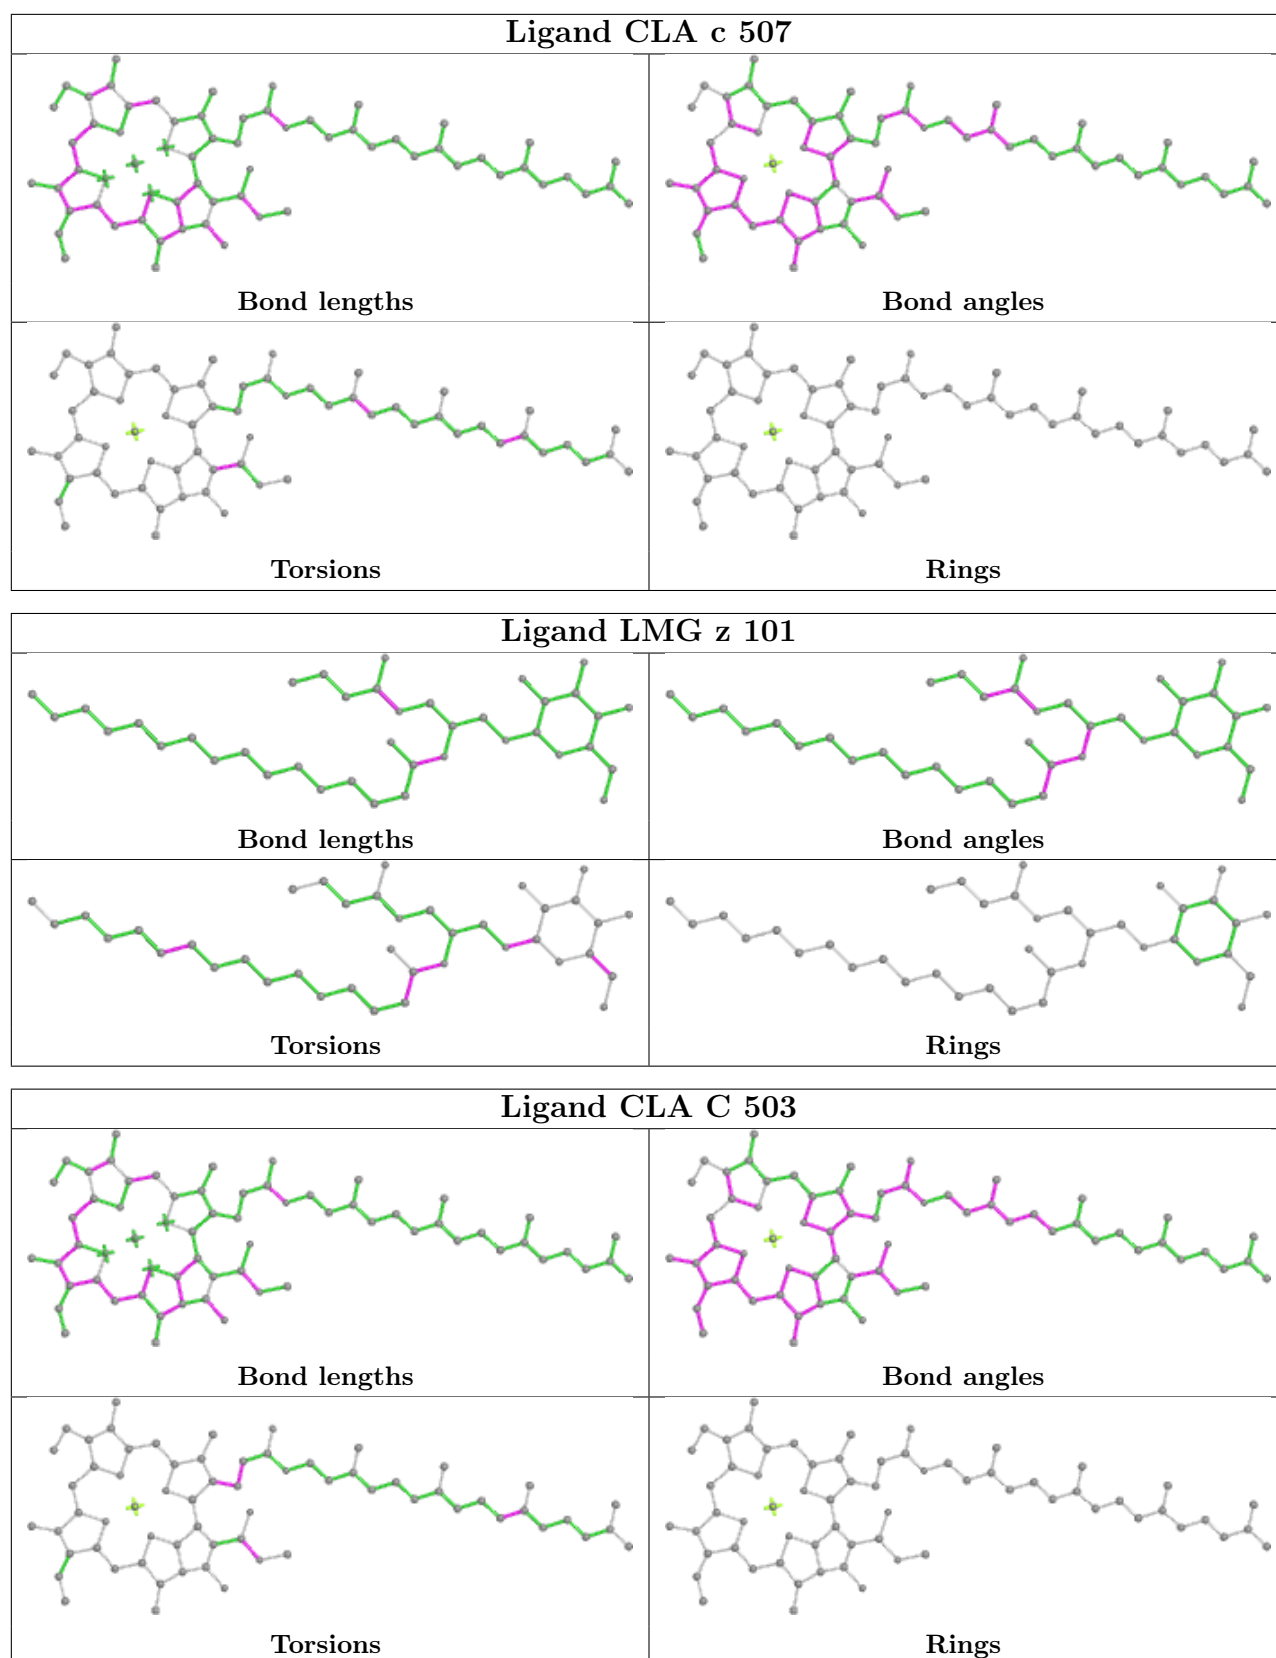 Ligand CLA c 507
Bond lengths
Bond angles
Torsions
Rings
Ligand LMG z 101
Bond lengths
Bond angles
Torsions
Rings
Ligand CLA C 503
Bond lengths
Bond angles
Torsions
Rings